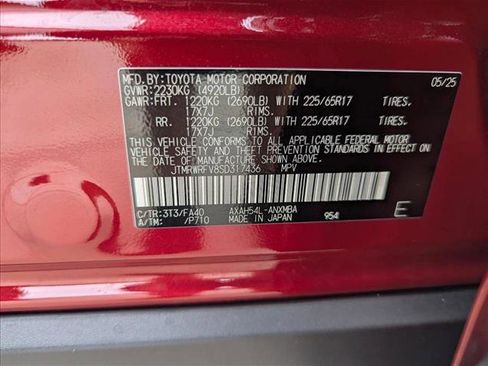 MFD. BY: TOYOTA MOTOR CORPORATION 05/25
GVWR: 2230KG (4920LB)
GAWR: FRT. 1220KG (2690LB) WITH 225/65R17 TIRES.
17X7J RIMS.
RR. 1220KG (2690LB) WITH 225/65R17 TIRES.
17X7J RIMS.
THIS VEHICLE CONFORMS TO ALL APPLICABLE FEDERAL MOTOR
VEHICLE SAFETY AND THEFT PREVENTION STANDARDS IN EFFECT ON
THE DATE OF MANUFACTURE SHOWN ABOVE.
JTMRWRFV8SD317436 MPV
C/TR: 3T3/FA40 AXAH54L-ANXMBA
A/TM: /P710 MADE IN JAPAN 954 E